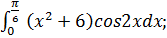 ∫₀^(π/6) (x² + 6)cos2xdx;